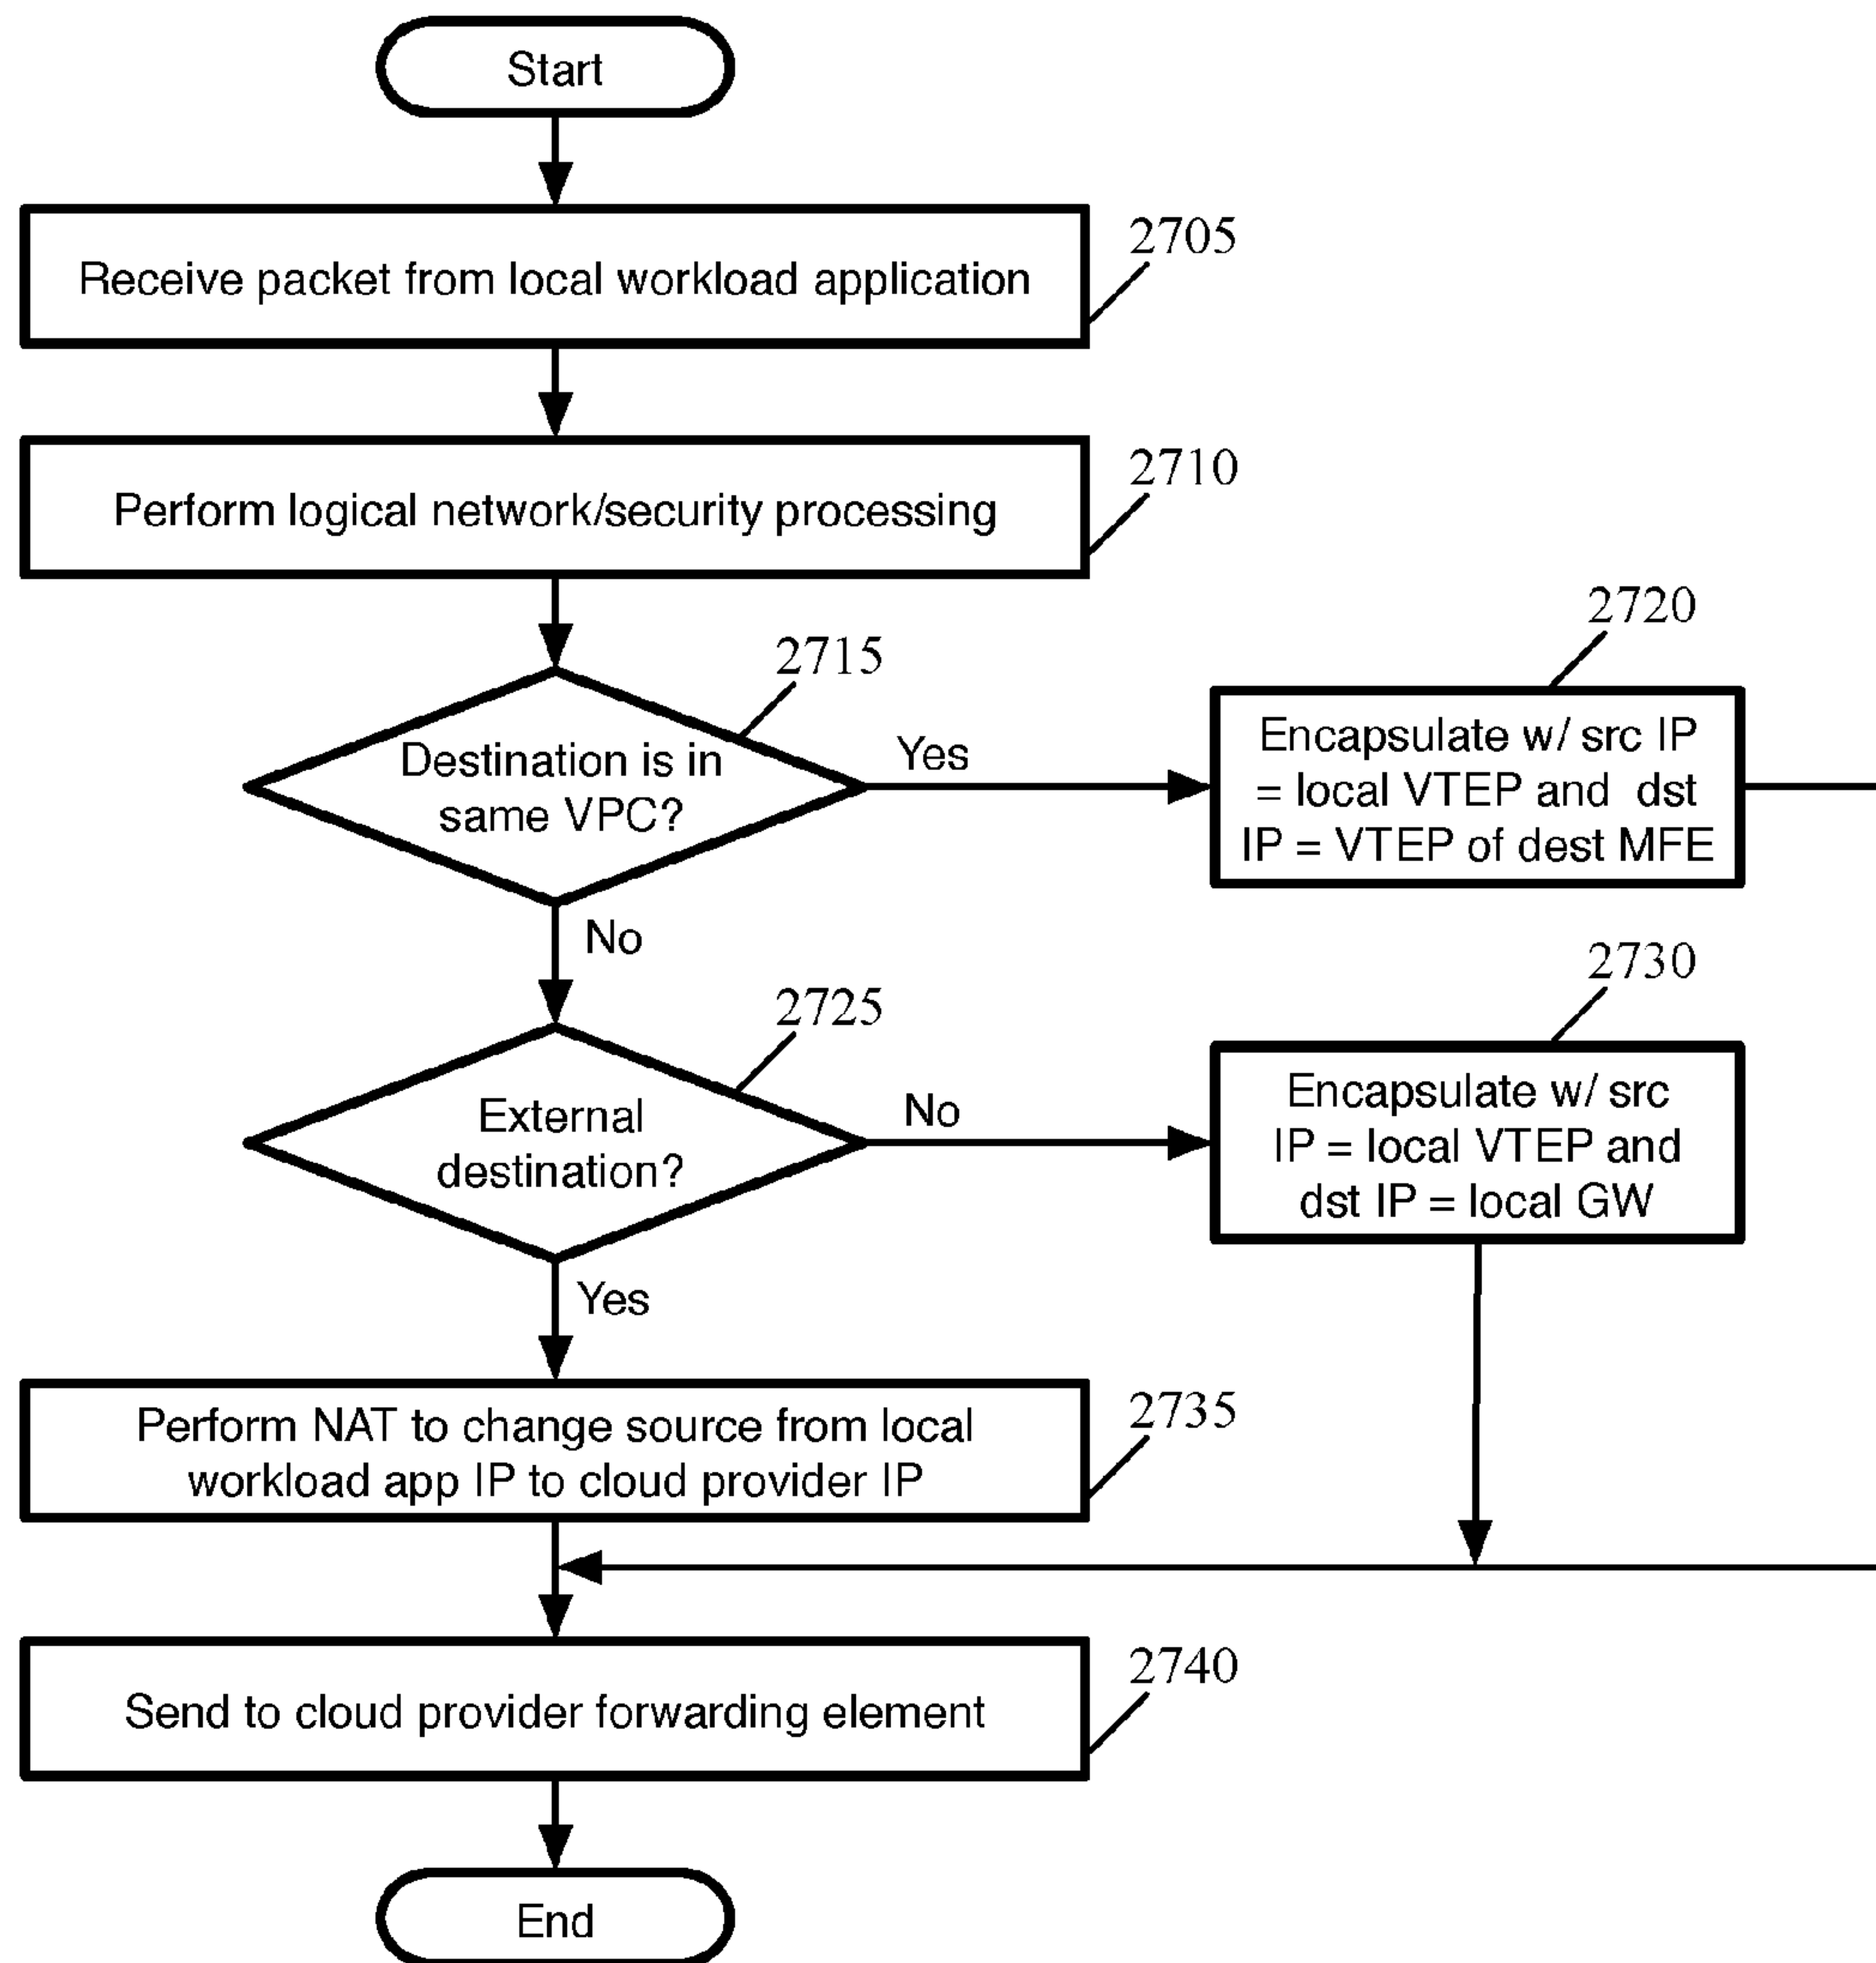 Start
2705
Receive packet from local workload application
2710
Perform logical network/security processing
2715
Destination is in
same VPC?
Yes
2720
Encapsulate w/ src IP
= local VTEP and dst
IP = VTEP of dest MFE
No
2725
External
destination?
No
2730
Encapsulate w/ src
IP = local VTEP and
dst IP = local GW
Yes
2735
Perform NAT to change source from local
workload app IP to cloud provider IP
2740
Send to cloud provider forwarding element
End